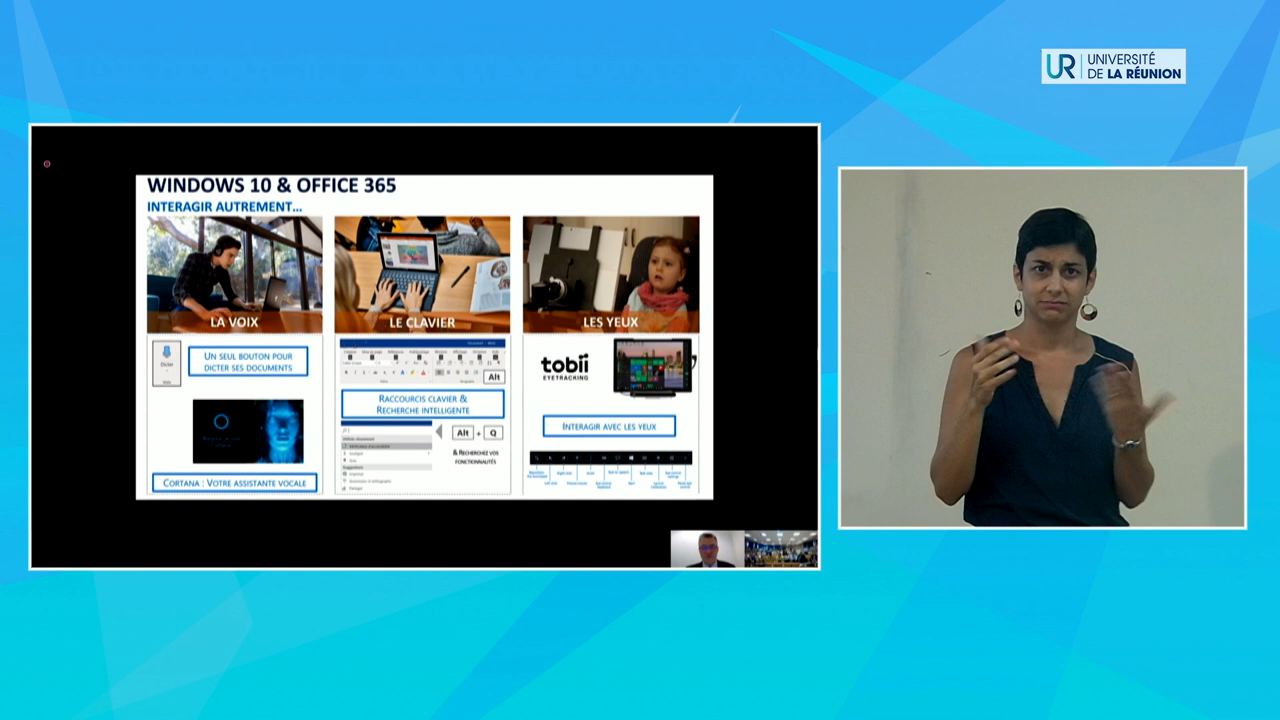 UR UNIVERSITÉ
DE LA RÉUNION
WINDOWS 10 & OFFICE 365
INTERAGIR AUTREMENT...
LA VOIX
LE CLAVIER
LES YEUX
Dicter
UN SEUL BOUTON POUR
DICTER SES DOCUMENTS
CORTANA : VOTRE ASSISTANTE VOCALE
Alt
RACCOURCIS CLAVIER &
RECHERCHE INTELLIGENTE
Alt + Q
& RECHERCHEZ VOS
FONCTIONNALITÉS
tobii
EYETRACKING
INTERAGIR AVEC LES YEUX